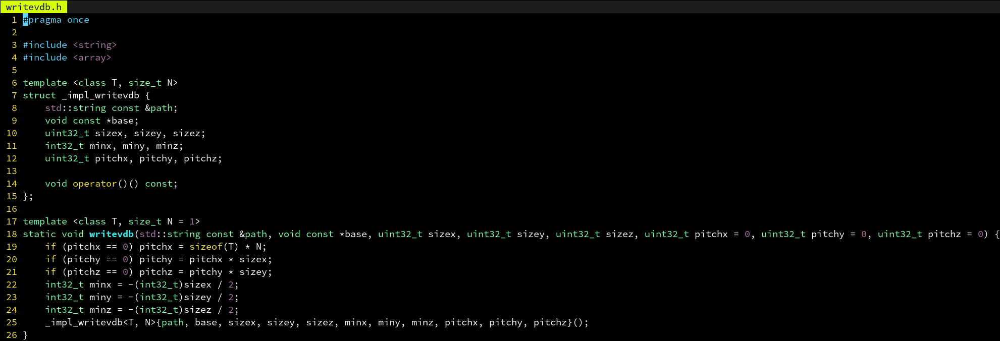 writevdb.h
1 #pragma once
2
3 #include <string>
4 #include <array>
5
6 template <class T, size_t N>
7 struct _impl_writevdb {
8     std::string const &path;
9     void const *base;
10     uint32_t sizex, sizey, sizez;
11     int32_t minx, miny, minz;
12     uint32_t pitchx, pitchy, pitchz;
13
14     void operator()() const;
15 };
16
17 template <class T, size_t N = 1>
18 static void writevdb(std::string const &path, void const *base, uint32_t sizex, uint32_t sizey, uint32_t sizez, uint32_t pitchx = 0, uint32_t pitchy = 0, uint32_t pitchz = 0) {
19     if (pitchx == 0) pitchx = sizeof(T) * N;
20     if (pitchy == 0) pitchy = pitchx * sizex;
21     if (pitchz == 0) pitchz = pitchy * sizey;
22     int32_t minx = -(int32_t)sizex / 2;
23     int32_t miny = -(int32_t)sizey / 2;
24     int32_t minz = -(int32_t)sizez / 2;
25     _impl_writevdb<T, N>{path, base, sizex, sizey, sizez, minx, miny, minz, pitchx, pitchy, pitchz}();
26 }